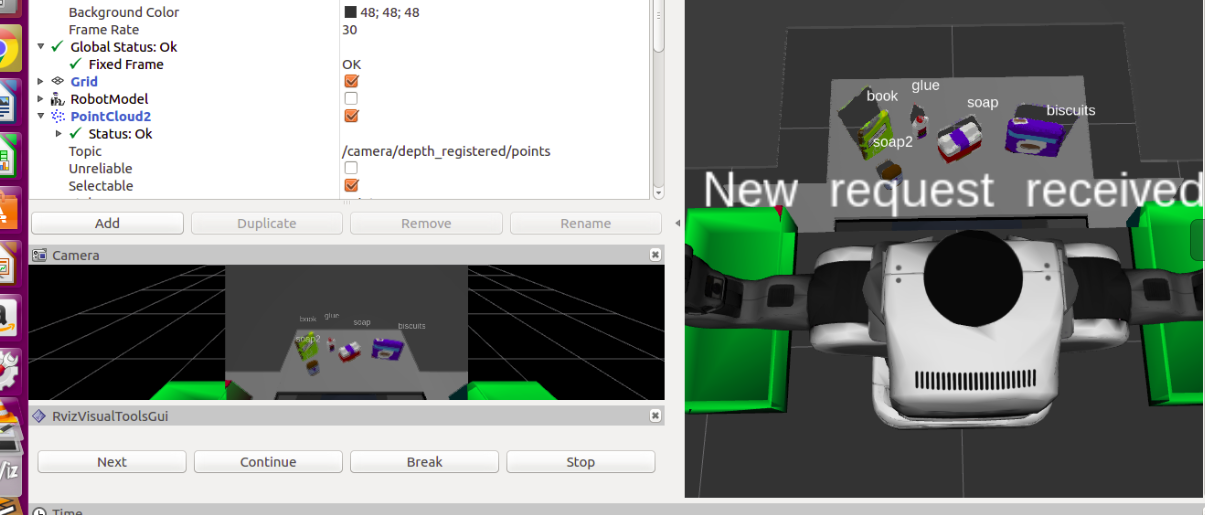 Background Color 48; 48; 48
Frame Rate 30
Global Status: Ok
Fixed Frame OK
Grid
RobotModel
PointCloud2
Status: Ok
Topic /camera/depth_registered/points
Unreliable
Selectable
Add Duplicate Remove Rename
Camera
book glue soap biscuits
soap2
RvizVisualToolsGui
Next Continue Break Stop
Time
glue
book soap biscuits
soap2
New request received